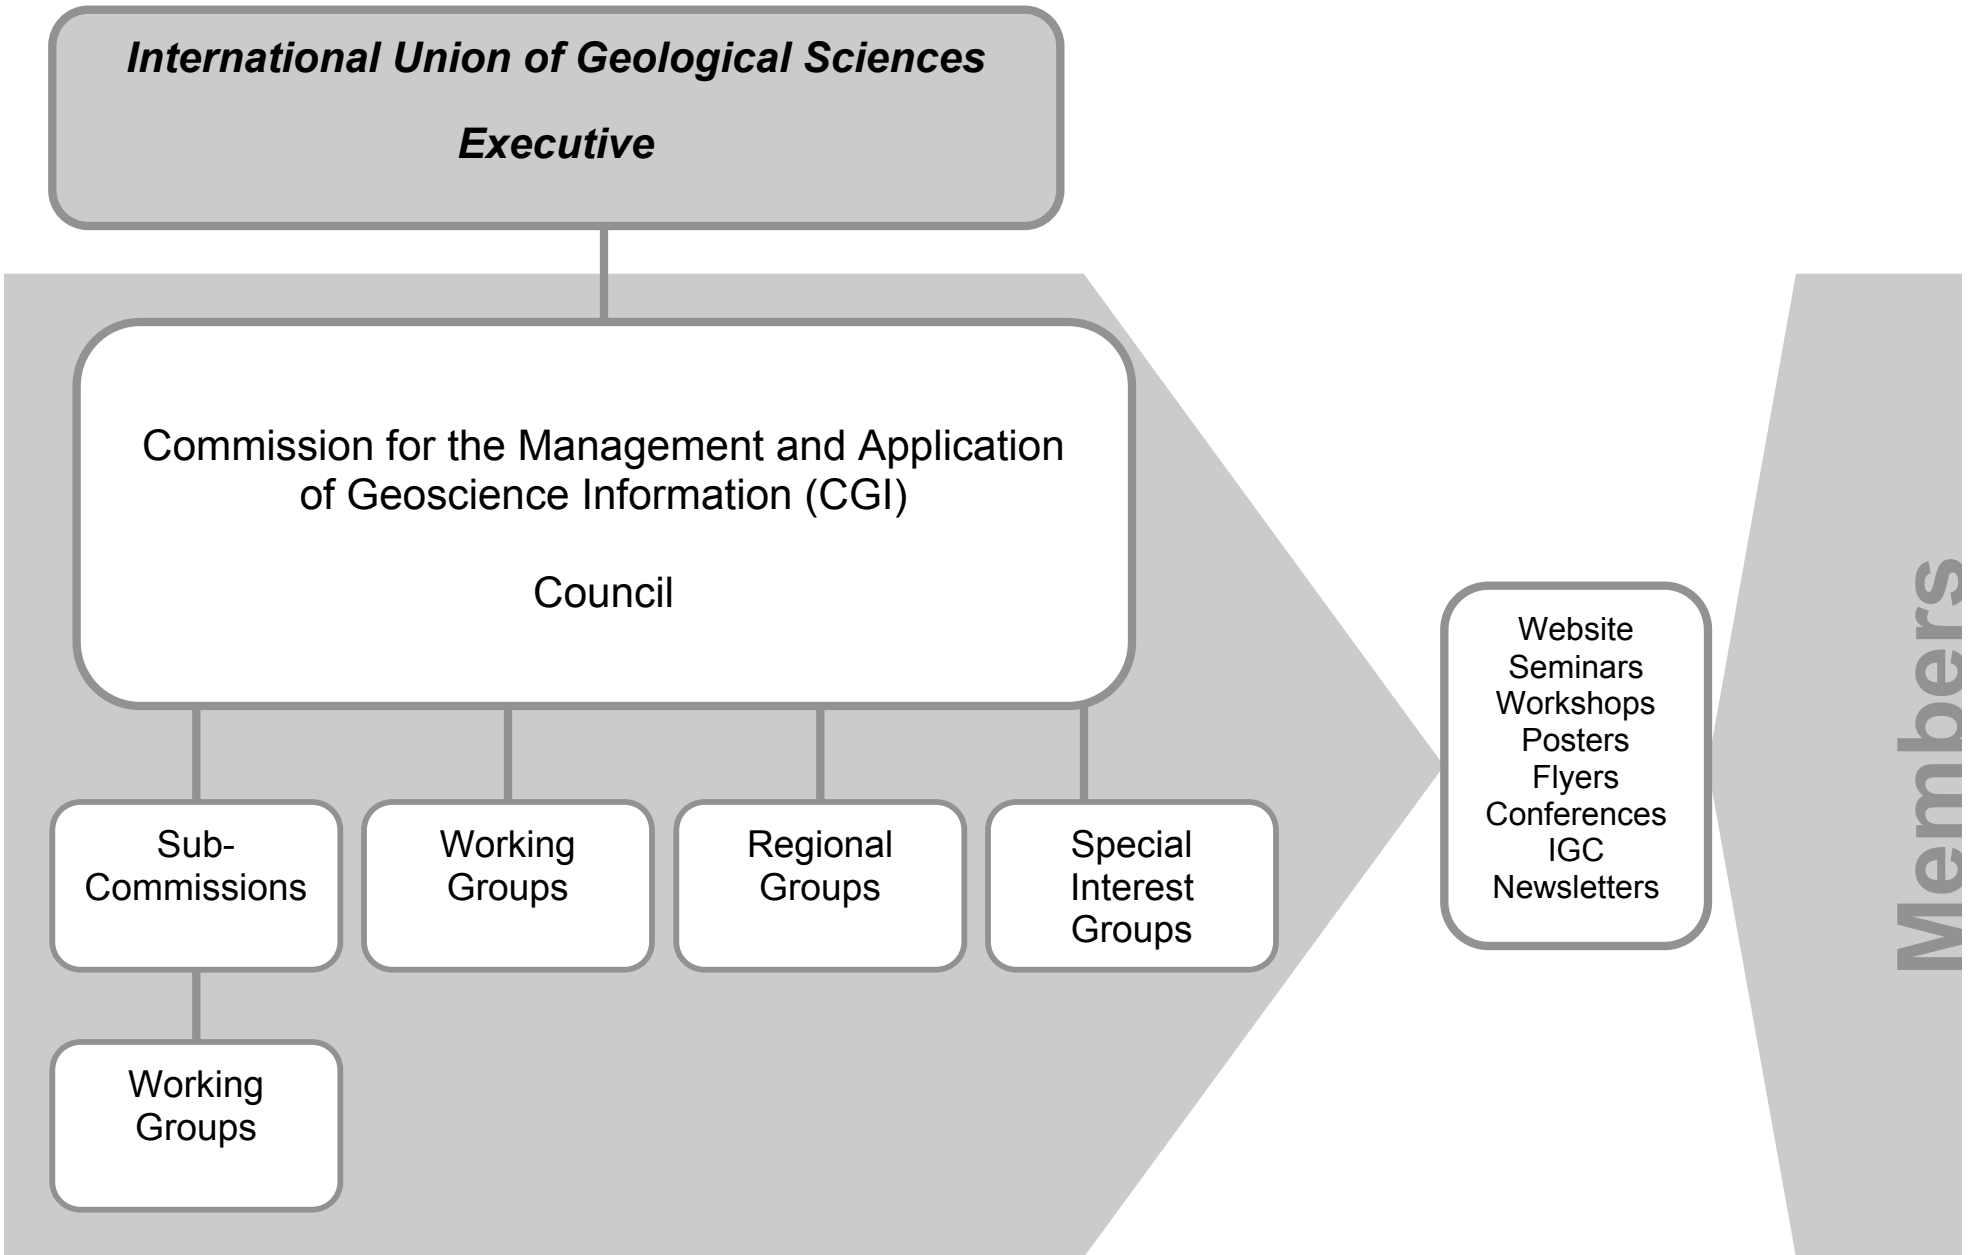 International Union of Geological Sciences
Executive
Commission for the Management and Application
of Geoscience Information (CGI)
Council
Sub-
Commissions
Working
Groups
Regional
Groups
Special
Interest
Groups
Working
Groups
Website
Seminars
Workshops
Posters
Flyers
Conferences
IGC
Newsletters
Members